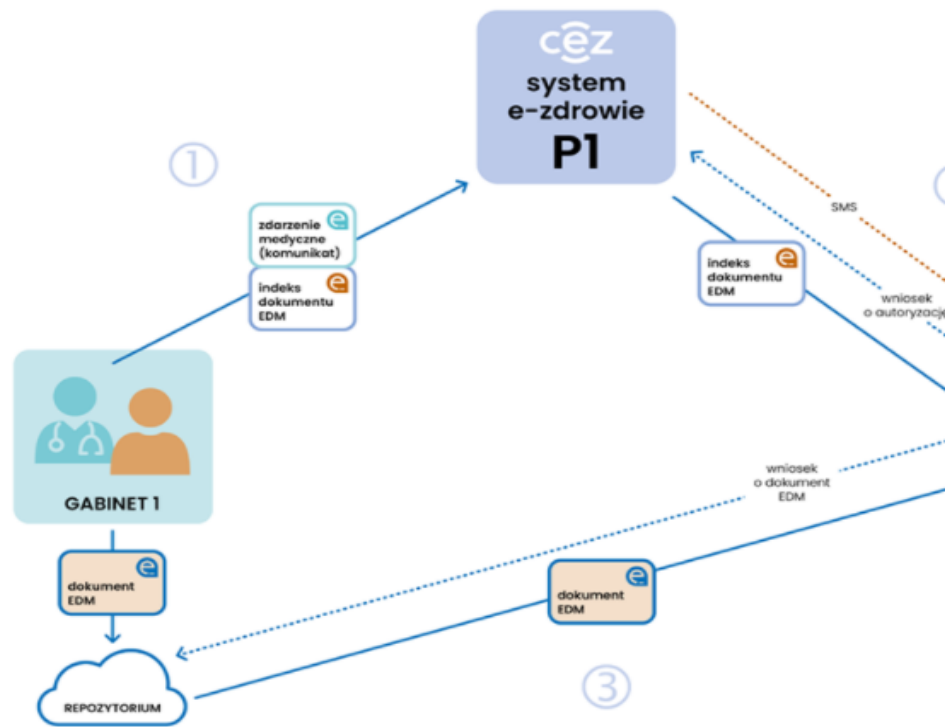 cez
system
e-zdrowie
P1
1
zdarzenie
medyczne
(komunikat)
indeks
dokumentu
EDM
SMS
indeks
dokumentu
EDM
wniosek
o autoryzację
GABINET 1
wniosek
o dokument
EDM
dokument
EDM
dokument
EDM
REPOZYTORIUM
3